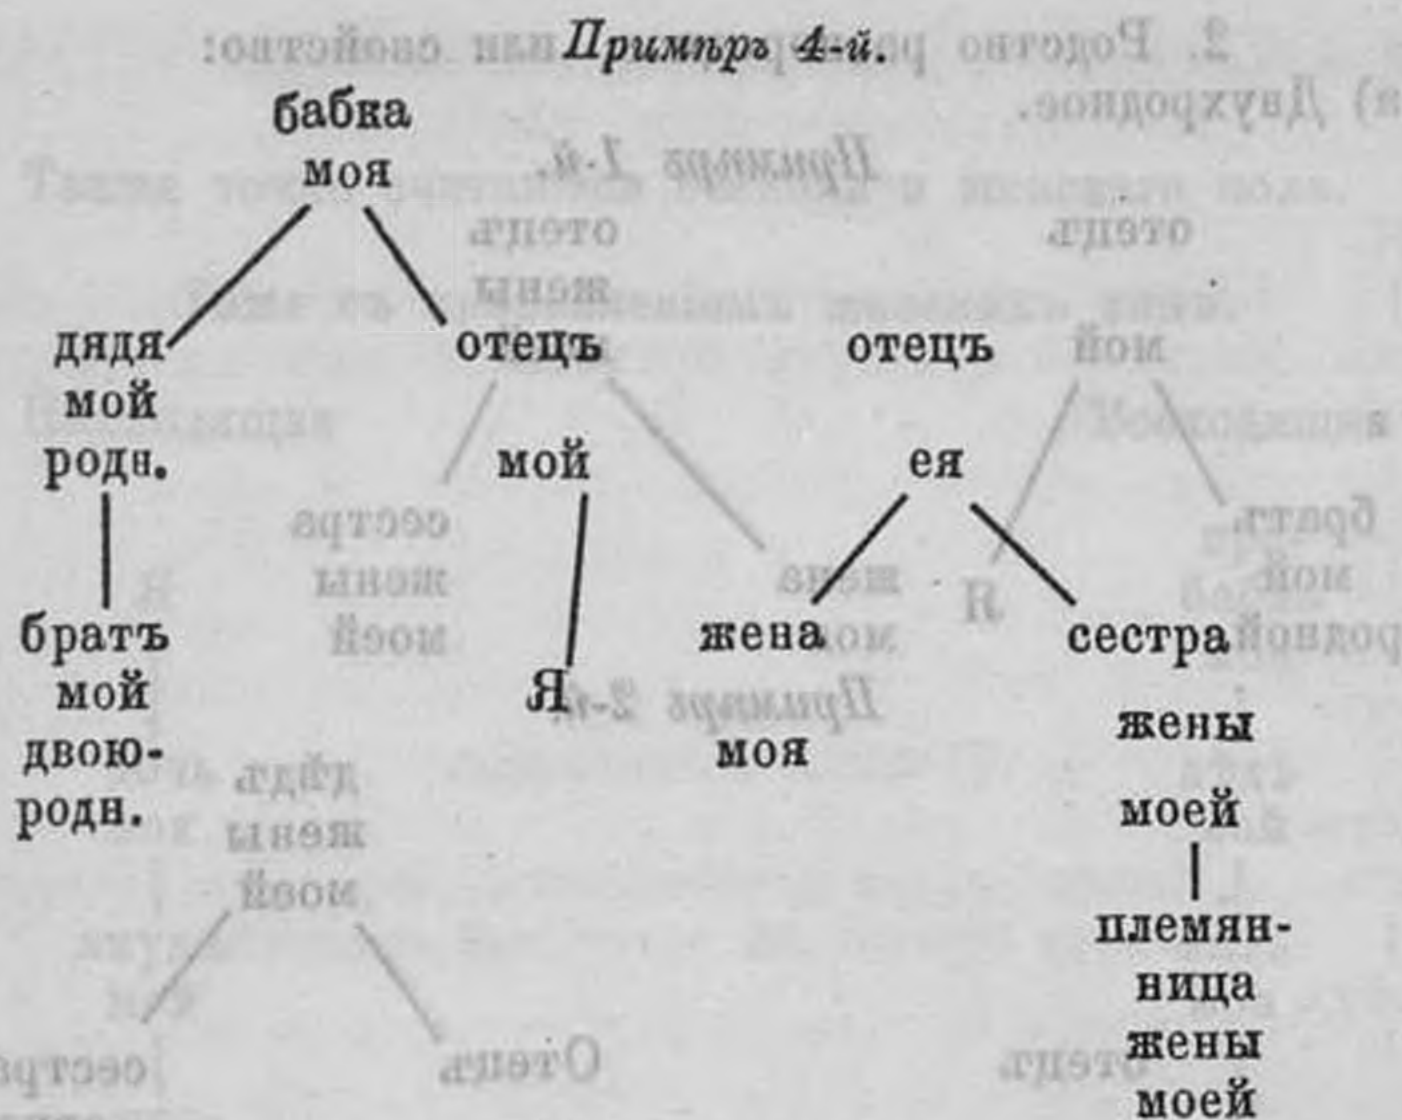 Примѣръ 4-й.
бабка
моя
дядя
мой
родн.
отецъ
мой
отецъ
ея
братъ
мой
двою-
родн.
Я
жена
моя
сестра
жены
моей
племян-
ница
жены
моей